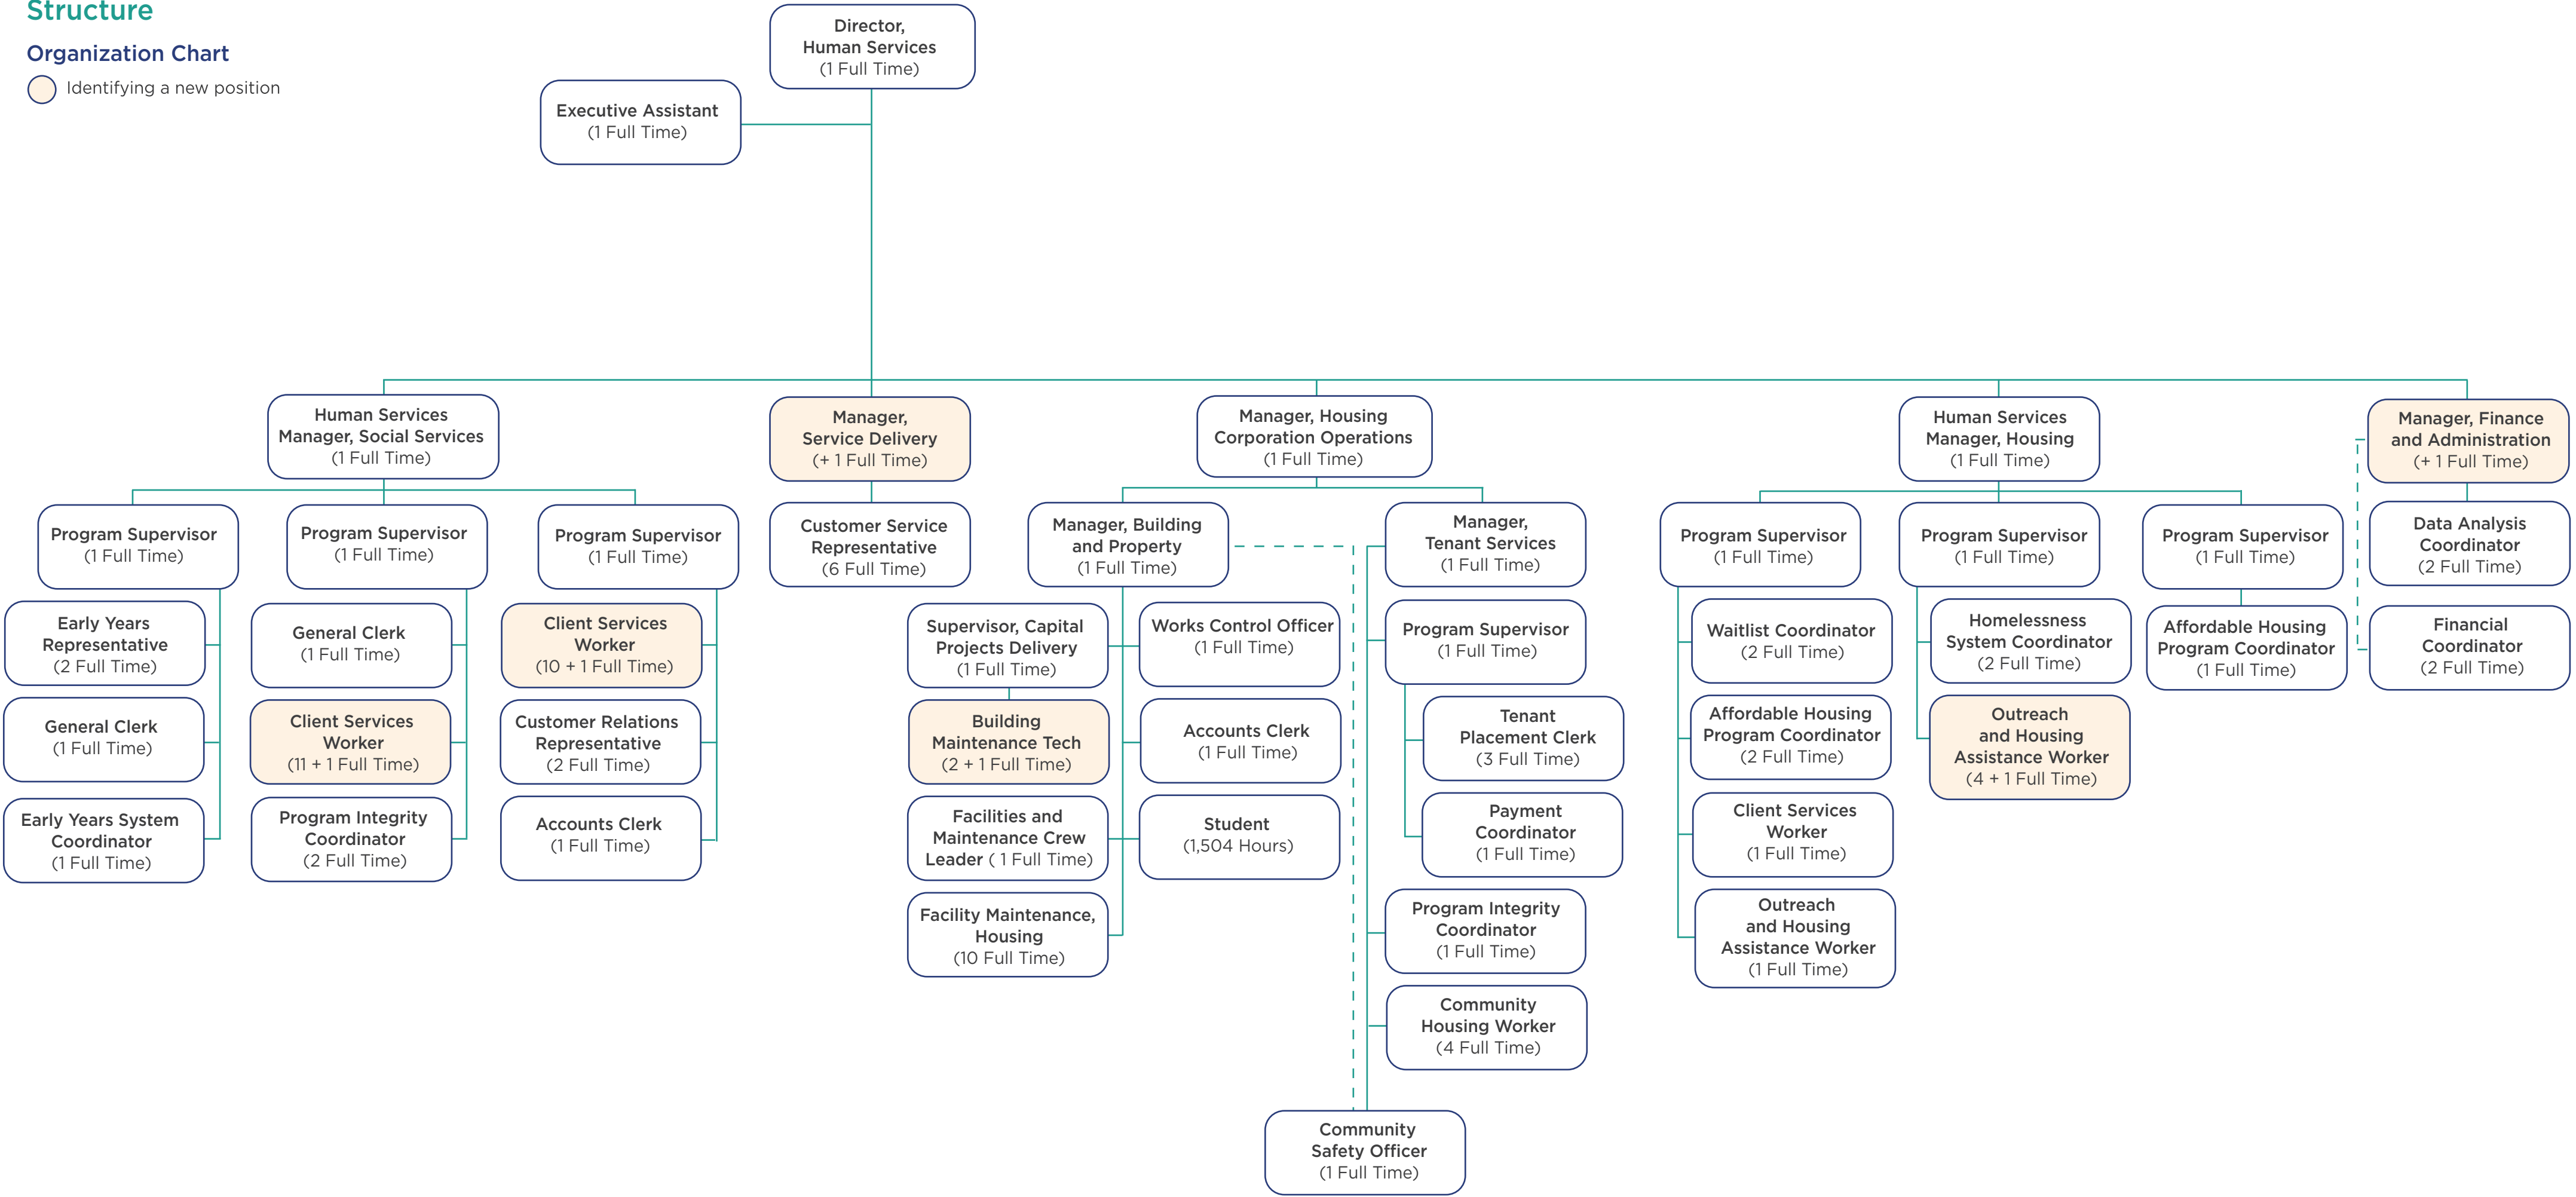 Structure
Organization Chart
Identifying a new position
Director,
Human Services
(1 Full Time)
Executive Assistant
(1 Full Time)
Human Services
Manager, Social Services
(1 Full Time)
Manager,
Service Delivery
(+ 1 Full Time)
Manager, Housing
Corporation Operations
(1 Full Time)
Human Services
Manager, Housing
(1 Full Time)
Manager, Finance
and Administration
(+ 1 Full Time)
Program Supervisor
(1 Full Time)
Early Years
Representative
(2 Full Time)
General Clerk
(1 Full Time)
Early Years System
Coordinator
(1 Full Time)
Program Supervisor
(1 Full Time)
General Clerk
(1 Full Time)
Client Services
Worker
(11 + 1 Full Time)
Program Integrity
Coordinator
(2 Full Time)
Program Supervisor
(1 Full Time)
Client Services
Worker
(10 + 1 Full Time)
Customer Relations
Representative
(2 Full Time)
Accounts Clerk
(1 Full Time)
Customer Service
Representative
(6 Full Time)
Manager, Building
and Property
(1 Full Time)
Supervisor, Capital
Projects Delivery
(1 Full Time)
Building
Maintenance Tech
(2 + 1 Full Time)
Facilities and
Maintenance Crew
Leader ( 1 Full Time)
Facility Maintenance,
Housing
(10 Full Time)
Works Control Officer
(1 Full Time)
Accounts Clerk
(1 Full Time)
Student
(1,504 Hours)
Manager,
Tenant Services
(1 Full Time)
Program Supervisor
(1 Full Time)
Tenant
Placement Clerk
(3 Full Time)
Payment
Coordinator
(1 Full Time)
Program Integrity
Coordinator
(1 Full Time)
Community
Housing Worker
(4 Full Time)
Community
Safety Officer
(1 Full Time)
Program Supervisor
(1 Full Time)
Waitlist Coordinator
(2 Full Time)
Affordable Housing
Program Coordinator
(2 Full Time)
Client Services
Worker
(1 Full Time)
Outreach
and Housing
Assistance Worker
(1 Full Time)
Program Supervisor
(1 Full Time)
Homelessness
System Coordinator
(2 Full Time)
Outreach
and Housing
Assistance Worker
(4 + 1 Full Time)
Program Supervisor
(1 Full Time)
Affordable Housing
Program Coordinator
(1 Full Time)
Data Analysis
Coordinator
(2 Full Time)
Financial
Coordinator
(2 Full Time)